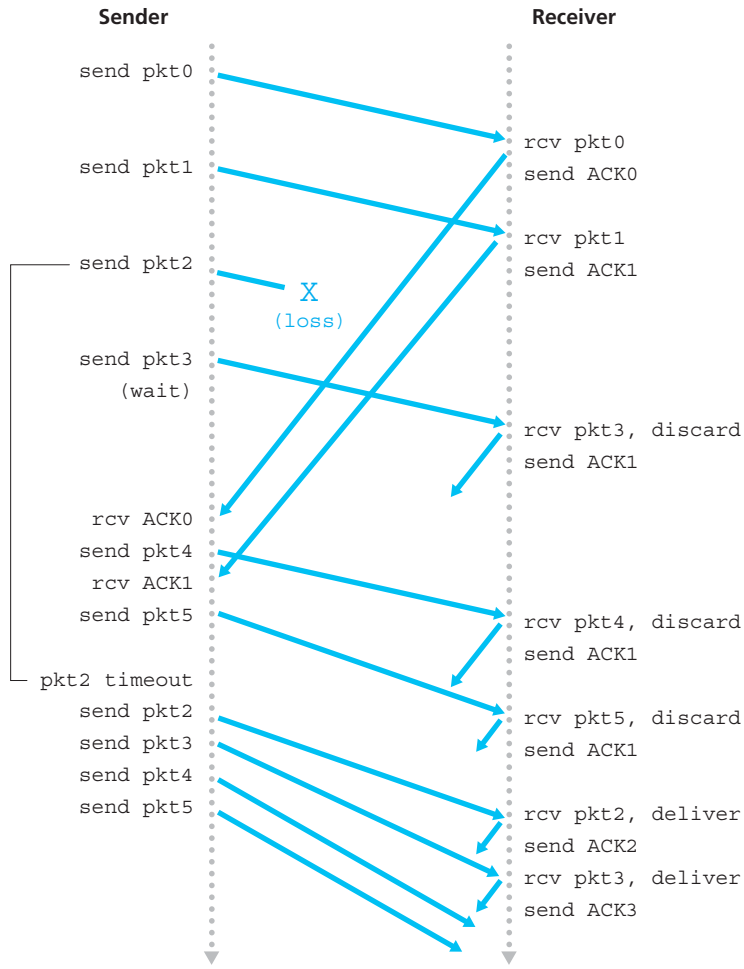 Sender
Receiver
send pkt0
rcv pkt0
send ACK0
send pkt1
rcv pkt1
send ACK1
send pkt2
X
(loss)
send pkt3
(wait)
rcv pkt3, discard
send ACK1
rcv ACK0
send pkt4
rcv ACK1
send pkt5
rcv pkt4, discard
send ACK1
pkt2 timeout
send pkt2
send pkt3
send pkt4
send pkt5
rcv pkt5, discard
send ACK1
rcv pkt2, deliver
send ACK2
rcv pkt3, deliver
send ACK3